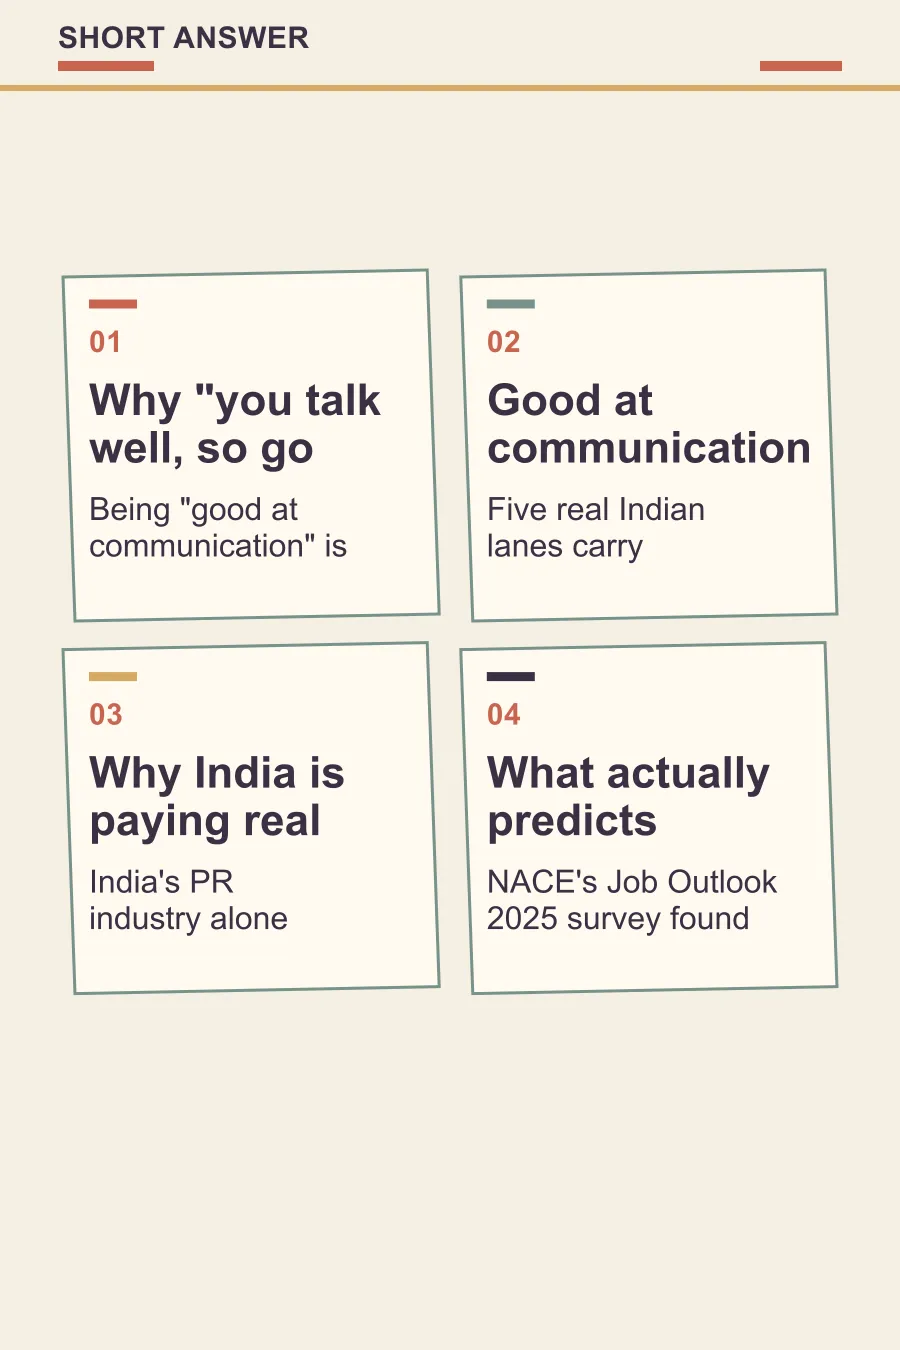 SHORT ANSWER
01
Why "you talk
well, so go
Being "good at
communication" is
02
Good at
communication
Five real Indian
lanes carry
03
Why India is
paying real
India's PR
industry alone
04
What actually
predicts
NACE's Job Outlook
2025 survey found